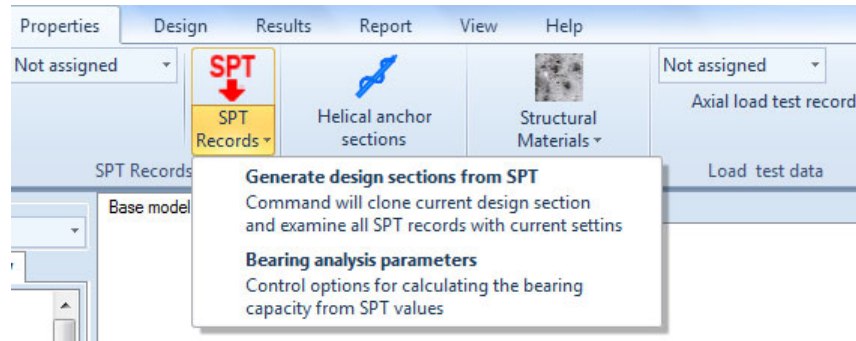 Properties Design Results Report View Help
Not assigned
SPT
SPT
Records
Helical anchor
sections
Structural
Materials
Not assigned
Axial load test record
SPT Records
Load test data
Generate design sections from SPT
Command will clone current design section
and examine all SPT records with current settins
Bearing analysis parameters
Control options for calculating the bearing
capacity from SPT values
Base model